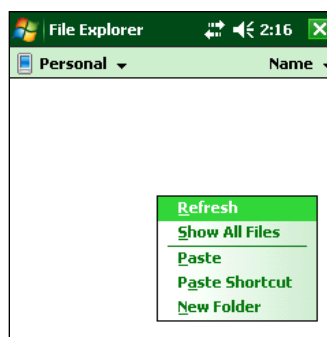 File Explorer 2:16
Personal Name
Refresh
Show All Files
Paste
Paste Shortcut
New Folder